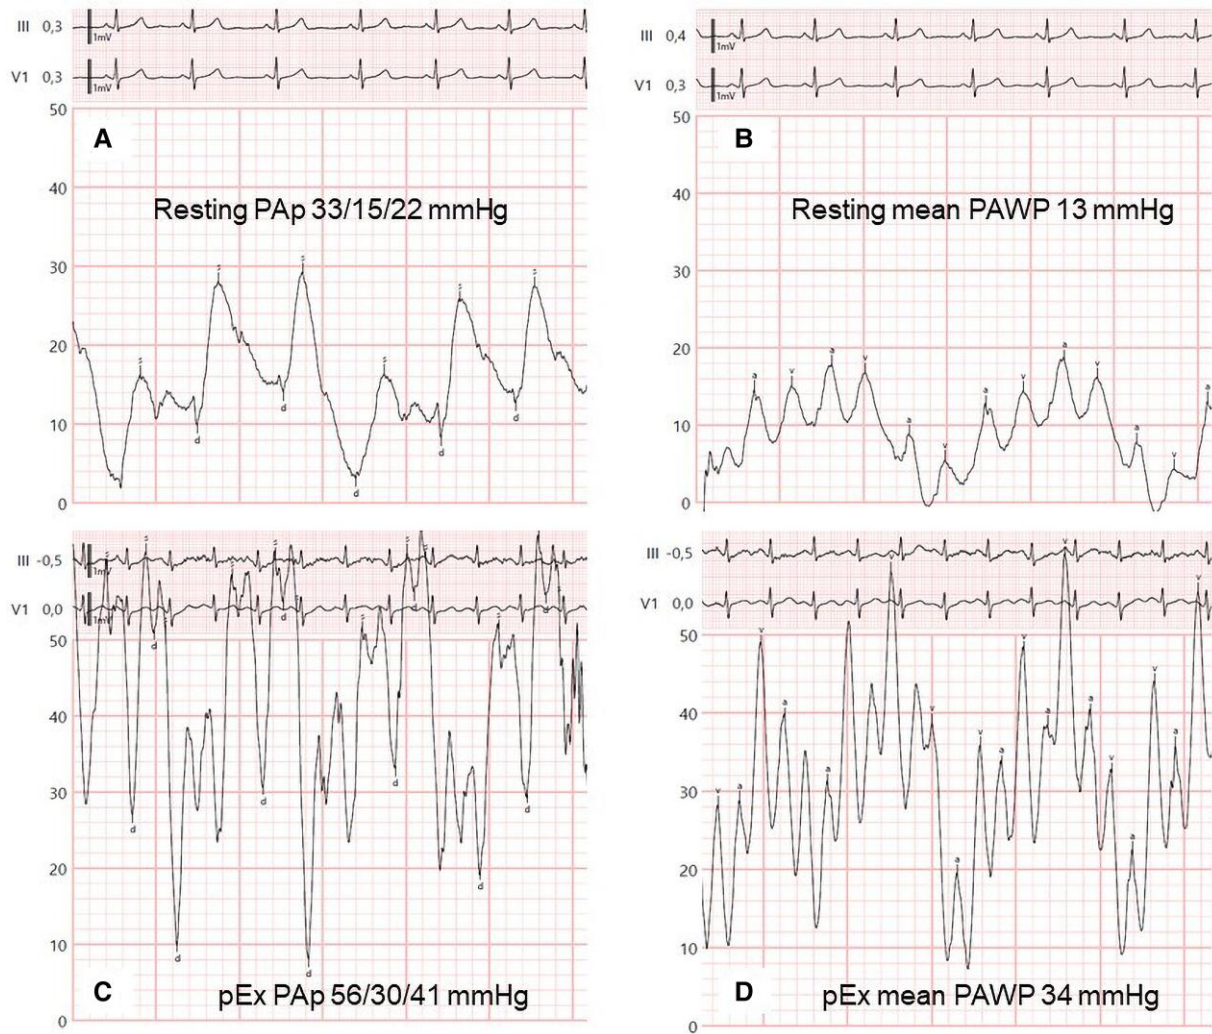 III 0,3
1mV
V1 0,3
1mV
50
A
40
Resting PAp 33/15/22 mmHg
30
s s s s s
20
s s
10
d d d d d
0
III 0,4
1mV
V1 0,3
1mV
50
B
40
Resting mean PAWP 13 mmHg
30
20
a v a v a v a v a v a v a
10
0
III -0,5
1mV
V1 0,0
1mV
50
40
30
20
10
0
s s s s s s s s
d d d d d d d d d d
C
pEx PAp 56/30/41 mmHg
III -0,5
V1 0,0
50
40
30
20
10
0
v a v a a v v a v a v a v a v a v a v
D
pEx mean PAWP 34 mmHg